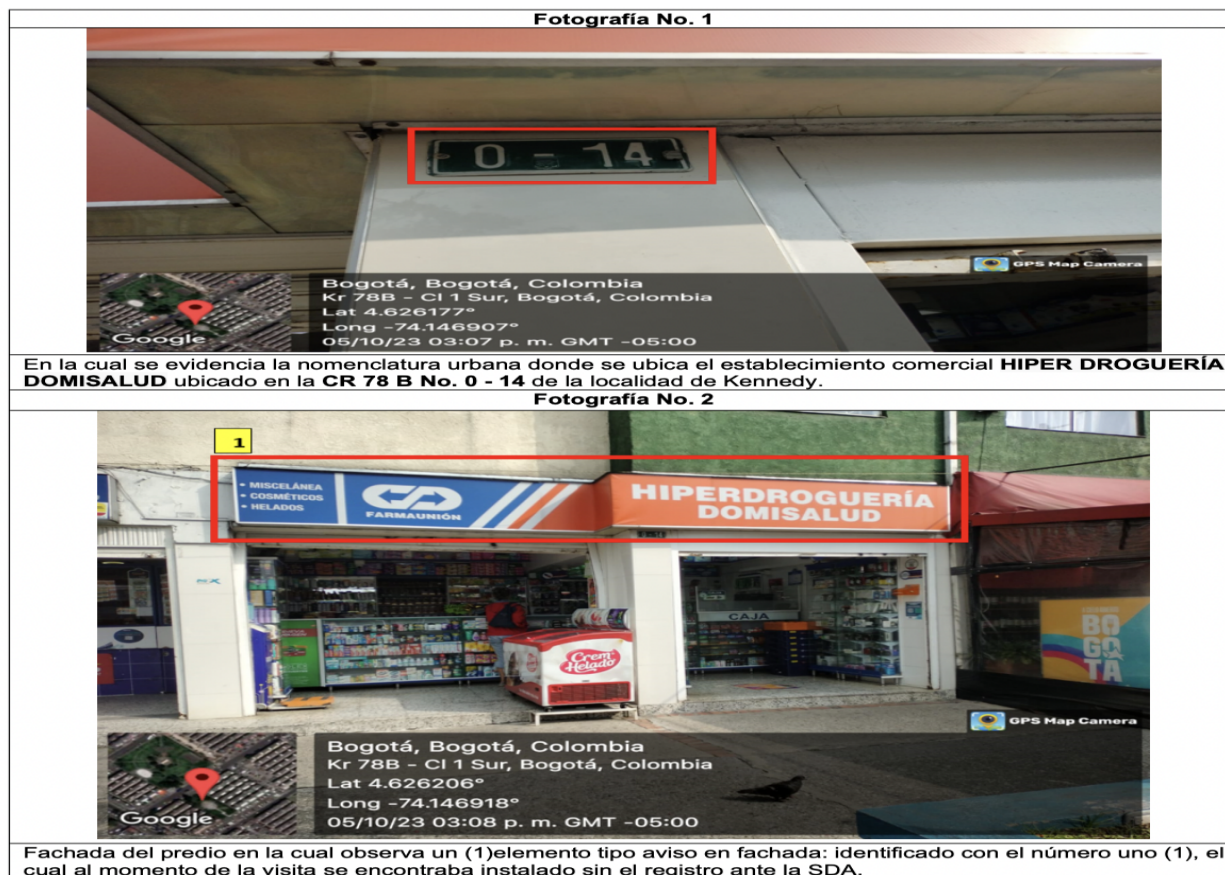 Fotografía No. 1
0 - 14
GPS Map Camera
Bogotá, Bogotá, Colombia
Kr 78B - Cl 1 Sur, Bogotá, Colombia
Lat 4.626177°
Long -74.146907°
05/10/23 03:07 p. m. GMT -05:00
Google
En la cual se evidencia la nomenclatura urbana donde se ubica el establecimiento comercial HIPER DROGUERÍA
DOMISALUD ubicado en la CR 78 B No. 0 - 14 de la localidad de Kennedy.
Fotografía No. 2
1
• MISCELÁNEA
• COSMÉTICOS
• HELADOS
FARMAUNIÓN
HIPERDROGUERÍA
DOMISALUD
0-14
CAJA
Crem
Helado
BO
GO
TA
GPS Map Camera
Bogotá, Bogotá, Colombia
Kr 78B - Cl 1 Sur, Bogotá, Colombia
Lat 4.626206°
Long -74.146918°
05/10/23 03:08 p. m. GMT -05:00
Google
Fachada del predio en la cual observa un (1)elemento tipo aviso en fachada: identificado con el número uno (1), el
cual al momento de la visita se encontraba instalado sin el registro ante la SDA.